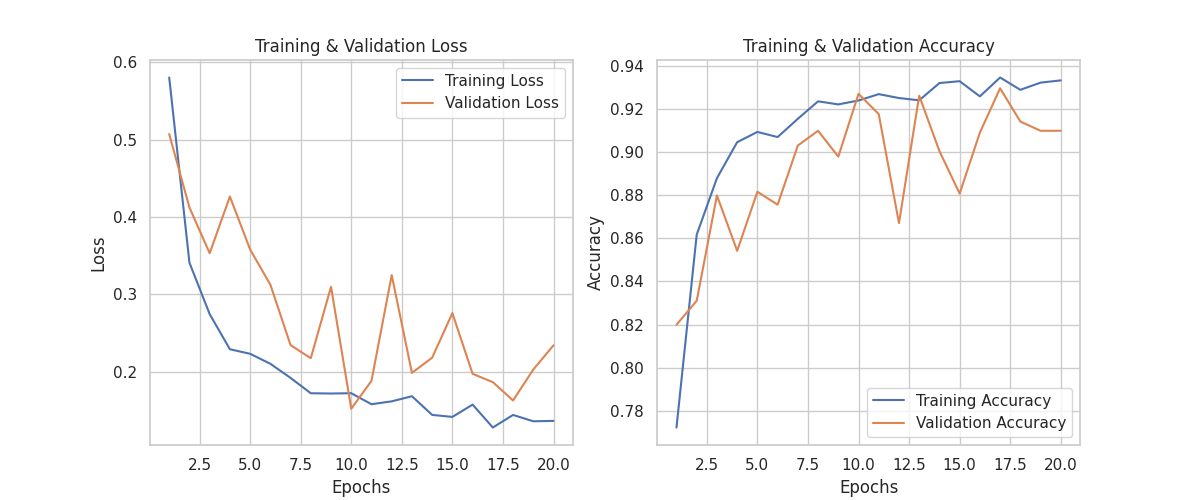 Training & Validation Loss
Loss
0.6
0.5
0.4
0.3
0.2
Training Loss
Validation Loss
2.5 5.0 7.5 10.0 12.5 15.0 17.5 20.0
Epochs
Training & Validation Accuracy
Accuracy
0.94
0.92
0.90
0.88
0.86
0.84
0.82
0.80
0.78
Training Accuracy
Validation Accuracy
2.5 5.0 7.5 10.0 12.5 15.0 17.5 20.0
Epochs